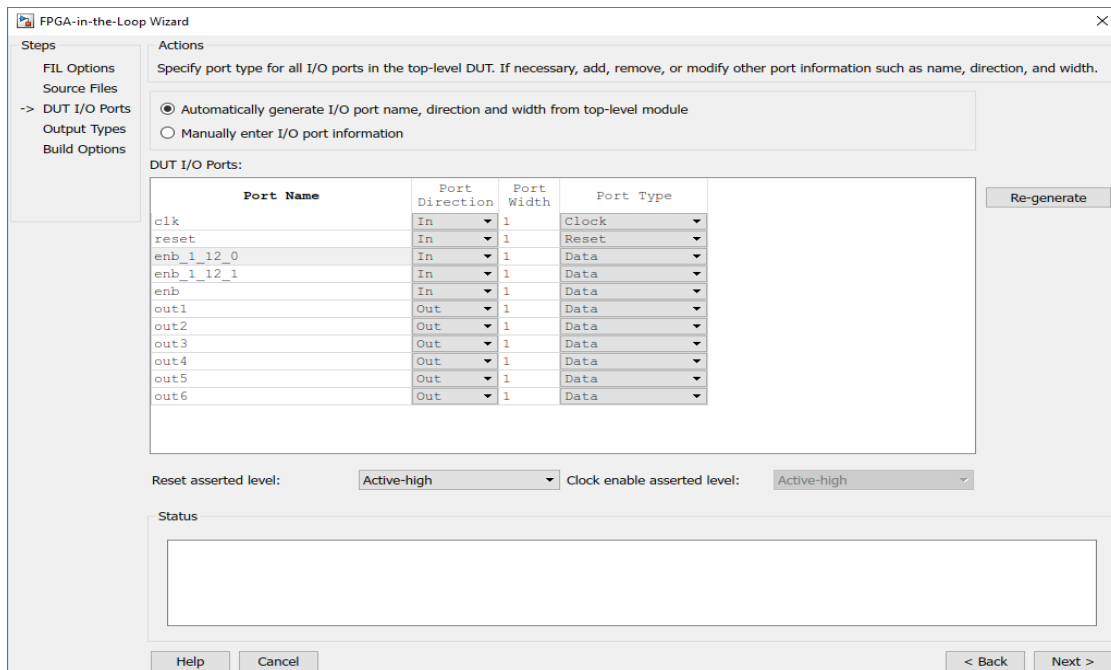 FPGA-in-the-Loop Wizard
Steps
FIL Options
Source Files
-> DUT I/O Ports
Output Types
Build Options
Actions
Specify port type for all I/O ports in the top-level DUT. If necessary, add, remove, or modify other port information such as name, direction, and width.
Automatically generate I/O port name, direction and width from top-level module
Manually enter I/O port information
DUT I/O Ports:
Port Name Port Direction Port Width Port Type
clk In 1 Clock
reset In 1 Reset
enb_1_12_0 In 1 Data
enb_1_12_1 In 1 Data
enb In 1 Data
out1 Out 1 Data
out2 Out 1 Data
out3 Out 1 Data
out4 Out 1 Data
out5 Out 1 Data
out6 Out 1 Data
Re-generate
Reset asserted level: Active-high Clock enable asserted level: Active-high
Status
Help Cancel < Back Next >